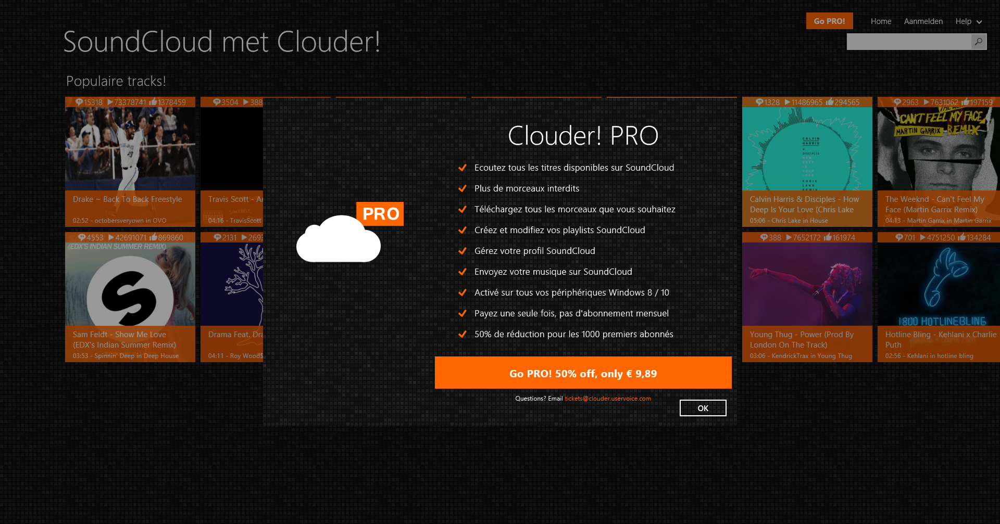 Go PRO!
Home
Aanmelden
Help
SoundCloud met Clouder!
Populaire tracks!
15318 73378741 1378459
Drake ~ Back To Back Freestyle
02:52 - octobersveryown in OVO
3504 388
Travis Scott - A
04:16 - TravisScott
1328 11486965 294565
CALVIN
HARRIS
+
DISCIPLES
HOW
DEEP
IS
YOUR
LOVE
CHRIS
LAKE
REMIX
Calvin Harris & Disciples - How
Deep Is Your Love (Chris Lake
05:06 - Chris Lake in House
2963 7631062 197159
CAN'T FEEL MY FACE
MARTIN GARRIX REMIX
The Weeknd - Can't Feel My
Face (Martin Garrix Remix)
04:13 - Martin Garrix in Martin Garrix
4553 42691071 869860
(EDX'S INDIAN SUMMER REMIX)
Sam Feldt - Show Me Love
(EDX's Indian Summer Remix)
03:53 - Spinnin' Deep in Deep House
2131 269
Drama Feat. Dra
04:11 - Roy Wood$
388 7652172 161974
Young Thug - Power (Prod By
London On The Track)
03:06 - KendrickTrax in Young Thug
701 4751250 134284
1 800 HOTLINEBLING
Hotline Bling - Kehlani x Charlie
Puth
02:56 - Kehlani in hotline bling
PRO
Clouder! PRO
Ecoutez tous les titres disponibles sur SoundCloud
Plus de morceaux interdits
Téléchargez tous les morceaux que vous souhaitez
Créez et modifiez vos playlists SoundCloud
Gérez votre profil SoundCloud
Envoyez votre musique sur SoundCloud
Activé sur tous vos périphériques Windows 8 / 10
Payez une seule fois, pas d'abonnement mensuel
50% de réduction pour les 1000 premiers abonnés
Go PRO! 50% off, only € 9,89
Questions? Email tickets@clouder.uservoice.com
OK